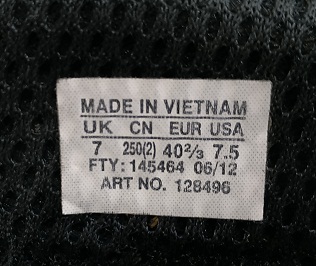 MADE IN VIETNAM
UK CN EUR USA
7 250(2) 40⅔ 7.5
FTY: 145464 06/12
ART NO. 128496